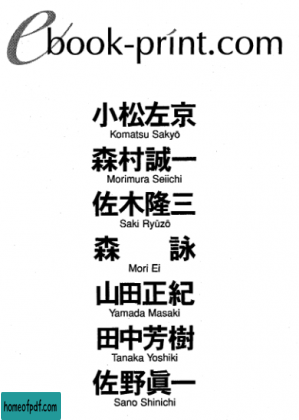 ebook-print.com
小松左京
Komatsu Sakyō
森村誠一
Morimura Seiichi
佐木隆三
Saki Ryūzō
森 詠
Mori Ei
山田正紀
Yamada Masaki
田中芳樹
Tanaka Yoshiki
佐野眞一
Sano Shinichi
homeofpdf.com